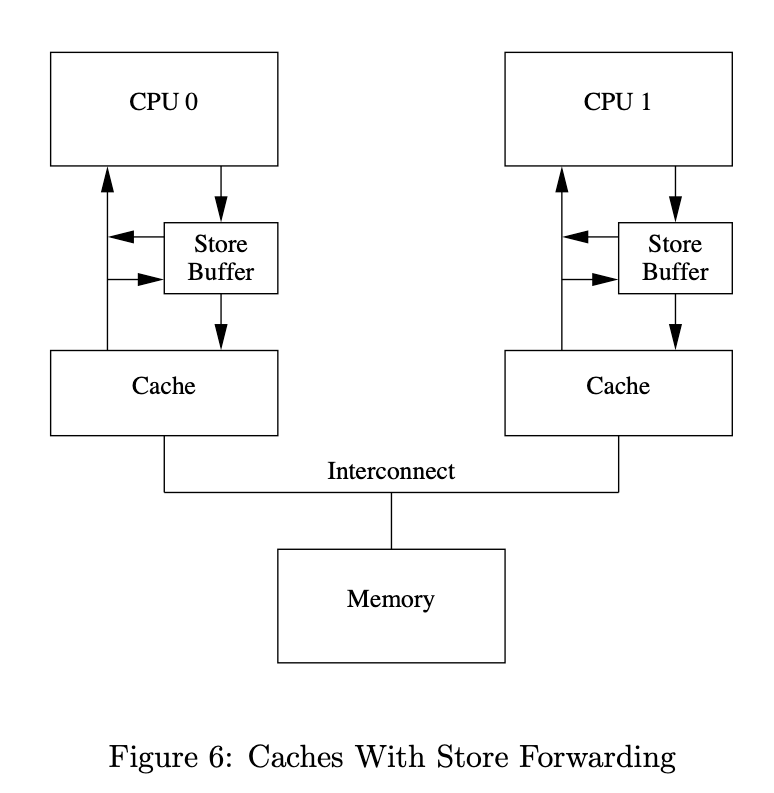 CPU 0
CPU 1
Store
Buffer
Store
Buffer
Cache
Cache
Interconnect
Memory
Figure 6: Caches With Store Forwarding